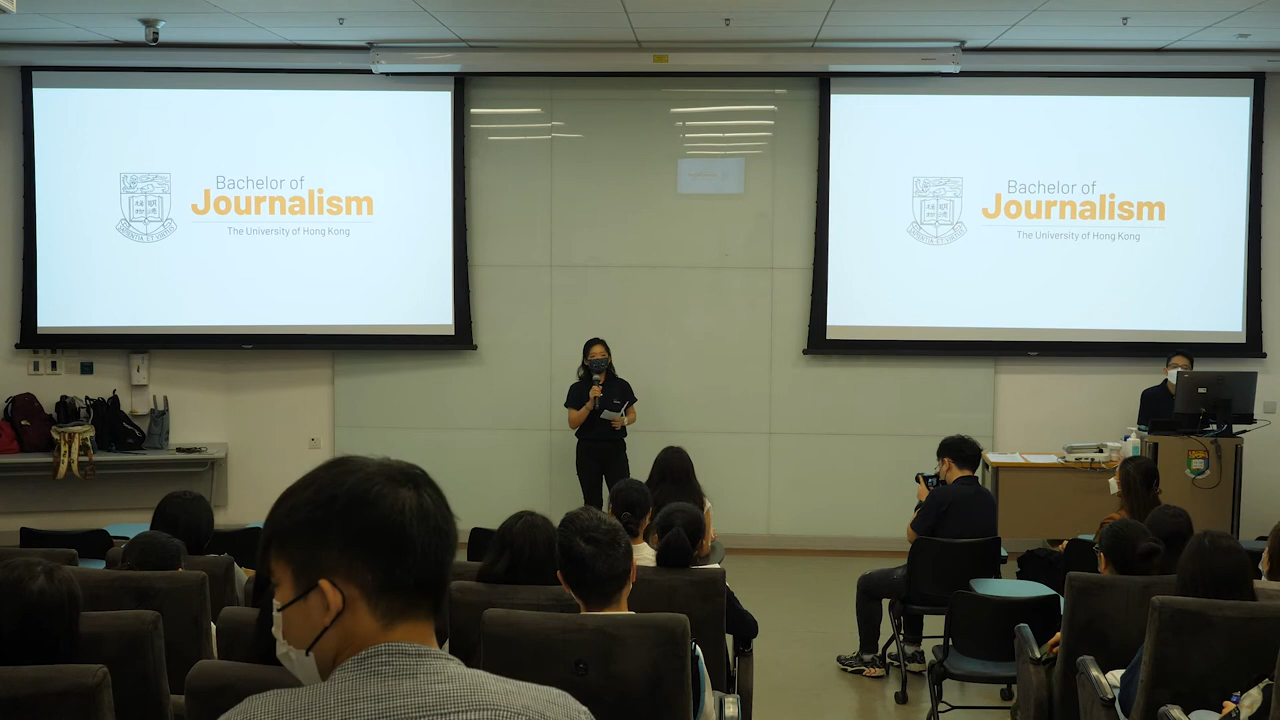 Bachelor of
Journalism
The University of Hong Kong
Bachelor of
Journalism
The University of Hong Kong